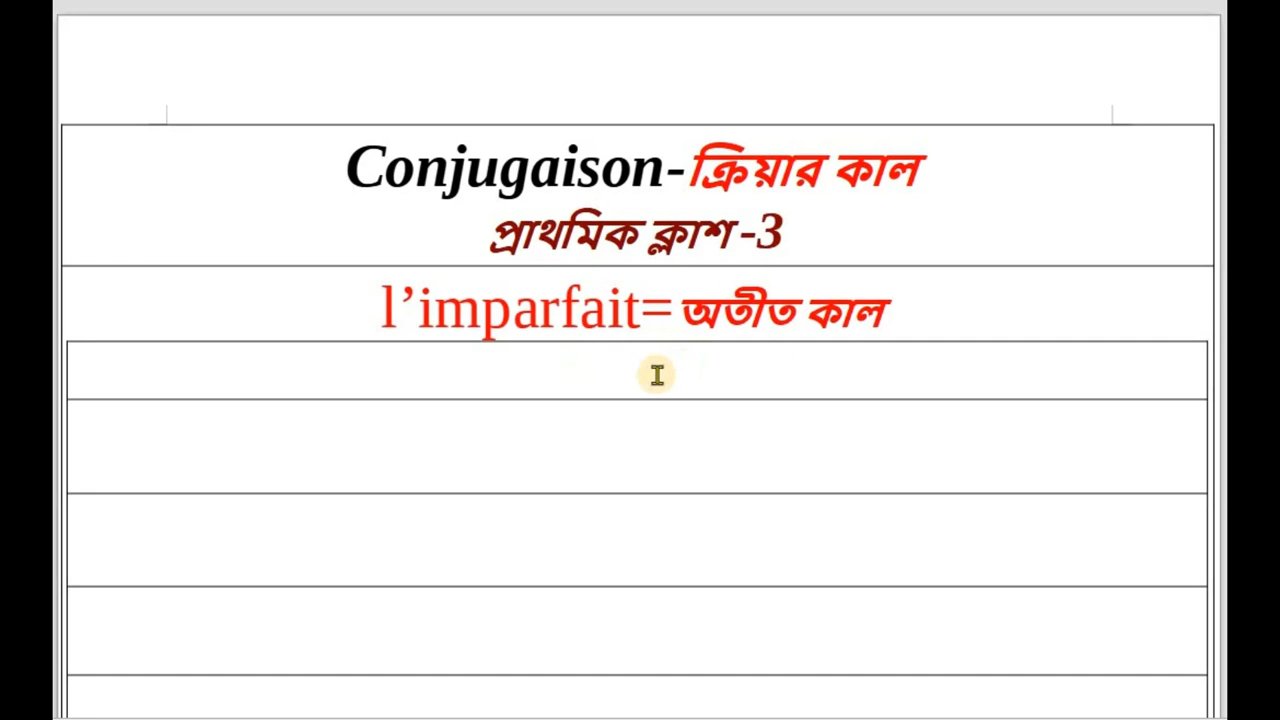 Conjugaison-ক্রিয়ার কাল
প্রাথমিক ক্লাশ -3
l’imparfait= অতীত কাল